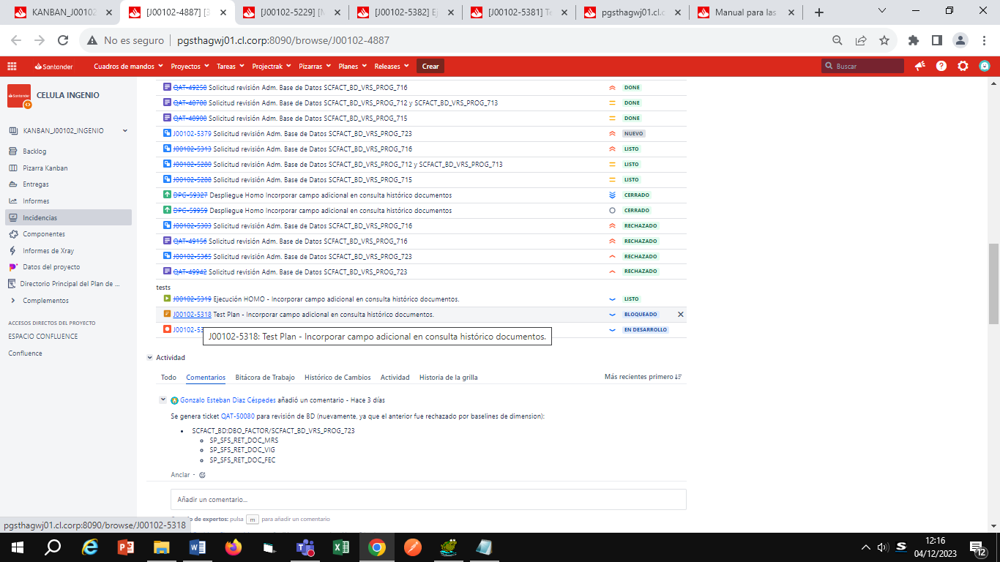 KANBAN_J00102
[J00102-4887] [3
[J00102-5229] [M
[J00102-5382] Ej
[J00102-5381] Te
pgsthagwj01.cl.c
Manual para las
No es seguro
pgsthagwj01.cl.corp:8090/browse/J00102-4887
Santander
Cuadros de mandos
Proyectos
Tareas
Projectrak
Pizarras
Planes
Releases
Crear
Buscar
CELULA INGENIO
KANBAN_J00102_INGENIO
Backlog
Pizarra Kanban
Entregas
Informes
Incidencias
Componentes
Informes de Xray
Datos del proyecto
Directorio Principal del Plan de ...
Complementos
ACCESOS DIRECTOS DEL PROYECTO
ESPACIO CONFLUENCE
Confluence
QAT-49250 Solicitud revisión Adm. Base de Datos SCFACT_BD_VRS_PROG_716 DONE
QAT-48788 Solicitud revisión Adm. Base de Datos SCFACT_BD_VRS_PROG_712 y SCFACT_BD_VRS_PROG_713 DONE
QAT-48908 Solicitud revisión Adm. Base de Datos SCFACT_BD_VRS_PROG_715 DONE
J00102-5379 Solicitud revisión Adm. Base de Datos SCFACT_BD_VRS_PROG_723 NUEVO
J00102-5313 Solicitud revisión Adm. Base de Datos SCFACT_BD_VRS_PROG_716 LISTO
J00102-5280 Solicitud revisión Adm. Base de Datos SCFACT_BD_VRS_PROG_712 y SCFACT_BD_VRS_PROG_713 LISTO
J00102-5288 Solicitud revisión Adm. Base de Datos SCFACT_BD_VRS_PROG_715 LISTO
DPG-59327 Despliegue Homo Incorporar campo adicional en consulta histórico documentos CERRADO
DPG-59959 Despliegue Homo Incorporar campo adicional en consulta histórico documentos CERRADO
J00102-5303 Solicitud revisión Adm. Base de Datos SCFACT_BD_VRS_PROG_716 RECHAZADO
QAT-49156 Solicitud revisión Adm. Base de Datos SCFACT_BD_VRS_PROG_716 RECHAZADO
J00102-5365 Solicitud revisión Adm. Base de Datos SCFACT_BD_VRS_PROG_723 RECHAZADO
QAT-49942 Solicitud revisión Adm. Base de Datos SCFACT_BD_VRS_PROG_723 RECHAZADO
tests
J00102-5319 Ejecución HOMO - Incorporar campo adicional en consulta histórico documentos. LISTO
J00102-5318 Test Plan - Incorporar campo adicional en consulta histórico documentos. BLOQUEADO
EN DESARROLLO
J00102-5318: Test Plan - Incorporar campo adicional en consulta histórico documentos.
Actividad
Todo
Comentarios
Bitácora de Trabajo
Histórico de Cambios
Actividad
Historia de la grilla
Más recientes primero
Gonzalo Esteban Diaz Céspedes añadió un comentario - Hace 3 días
Se genera ticket QAT-50080 para revisión de BD (nuevamente, ya que el anterior fue rechazado por baselines de dimension):
SCFACT_BD:DBO_FACTOR/SCFACT_BD_VRS_PROG_723
SP_SFS_RET_DOC_MRS
SP_SFS_RET_DOC_VIG
SP_SFS_RET_DOC_FEC
Anclar ·
Añadir un comentario...
de expertos: pulsa m para añadir un comentario
pgsthagwj01.cl.corp:8090/browse/J00102-5318
12:16
04/12/2023
12